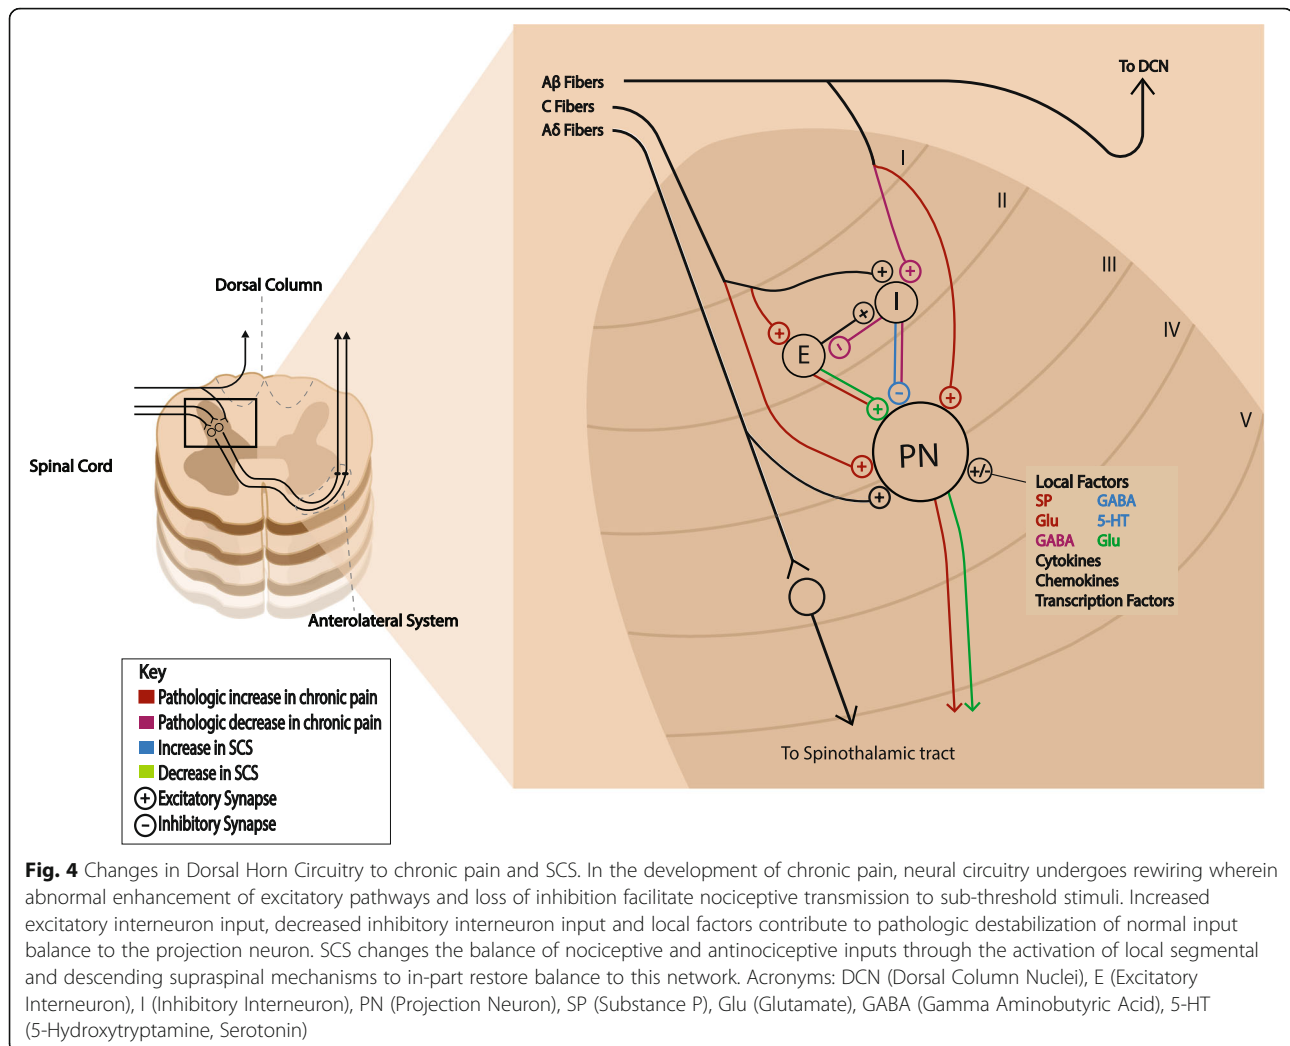 Aβ Fibers
C Fibers
Aδ Fibers
To DCN
I
II
III
IV
V
Dorsal Column
Spinal Cord
Anterolateral System
+
+
I
+
+
E
-
+
-
+
PN
+
+
+/-
Local Factors
SP GABA
Glu 5-HT
GABA Glu
Cytokines
Chemokines
Transcription Factors
To Spinothalamic tract
Key
Pathologic increase in chronic pain
Pathologic decrease in chronic pain
Increase in SCS
Decrease in SCS
+ Excitatory Synapse
- Inhibitory Synapse
Fig. 4 Changes in Dorsal Horn Circuitry to chronic pain and SCS. In the development of chronic pain, neural circuitry undergoes rewiring wherein
abnormal enhancement of excitatory pathways and loss of inhibition facilitate nociceptive transmission to sub-threshold stimuli. Increased
excitatory interneuron input, decreased inhibitory interneuron input and local factors contribute to pathologic destabilization of normal input
balance to the projection neuron. SCS changes the balance of nociceptive and antinociceptive inputs through the activation of local segmental
and descending supraspinal mechanisms to in-part restore balance to this network. Acronyms: DCN (Dorsal Column Nuclei), E (Excitatory
Interneuron), I (Inhibitory Interneuron), PN (Projection Neuron), SP (Substance P), Glu (Glutamate), GABA (Gamma Aminobutyric Acid), 5-HT
(5-Hydroxytryptamine, Serotonin)